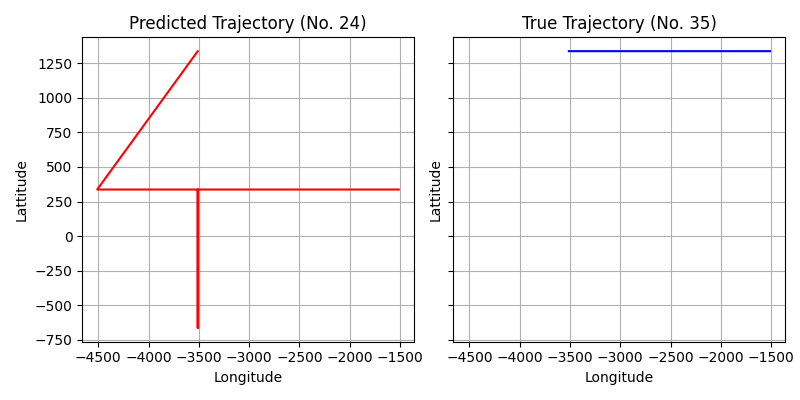 Predicted Trajectory (No. 24)
True Trajectory (No. 35)
Lattitude
1250
1000
750
500
250
0
−250
−500
−750
−4500 −4000 −3500 −3000 −2500 −2000 −1500
Longitude
Lattitude
−4500 −4000 −3500 −3000 −2500 −2000 −1500
Longitude